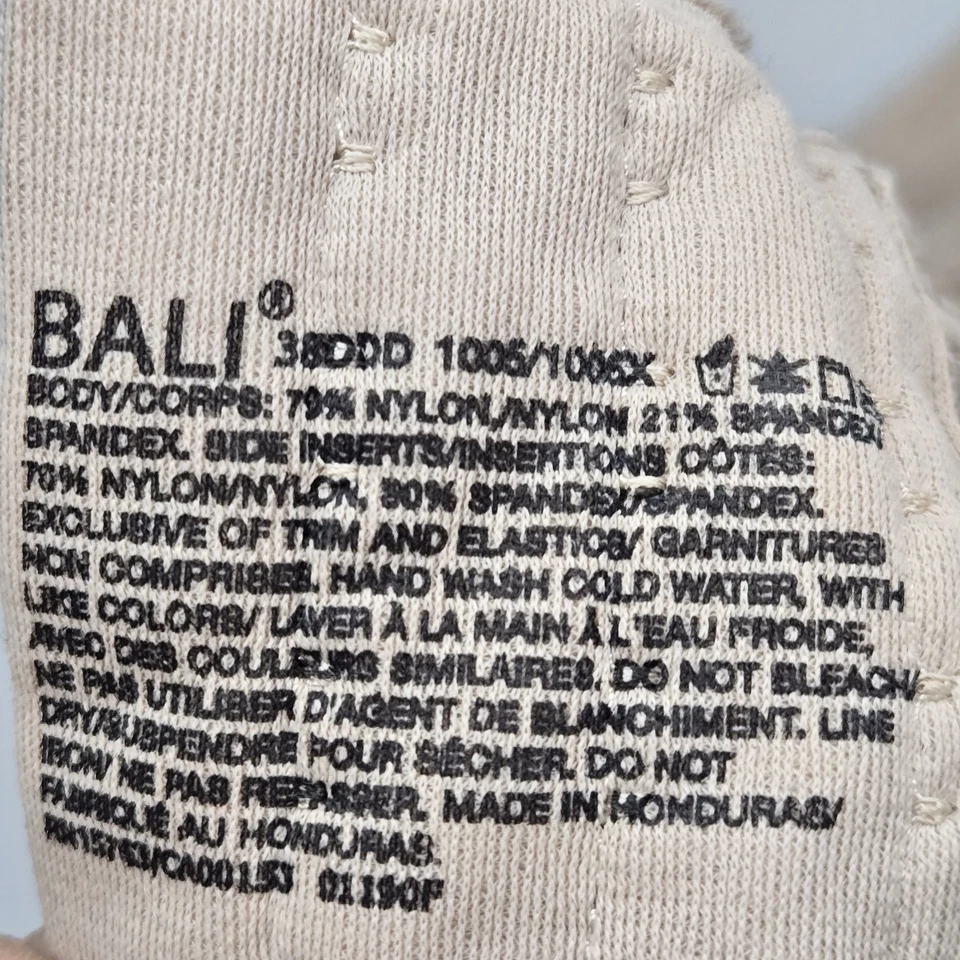 BALI® 38DDD 1005/1005X
BODY/CORPS: 79% NYLON/NYLON 21% SPANDEX/
SPANDEX. SIDE INSERTS/INSERTIONS CÔTES:
70% NYLON/NYLON, 30% SPANDEX/SPANDEX.
EXCLUSIVE OF TRIM AND ELASTICS/ GARNITURES
NON COMPRISES. HAND WASH COLD WATER, WITH
LIKE COLORS/ LAVER À LA MAIN À L'EAU FROIDE,
AVEC DES COULEURS SIMILAIRES. DO NOT BLEACH/
NE PAS UTILISER D'AGENT DE BLANCHIMENT. LINE
DRY/SUSPENDRE POUR SÉCHER. DO NOT
IRON/ NE PAS REPASSER. MADE IN HONDURAS/
FABRIQUÉ AU HONDURAS.
01190F